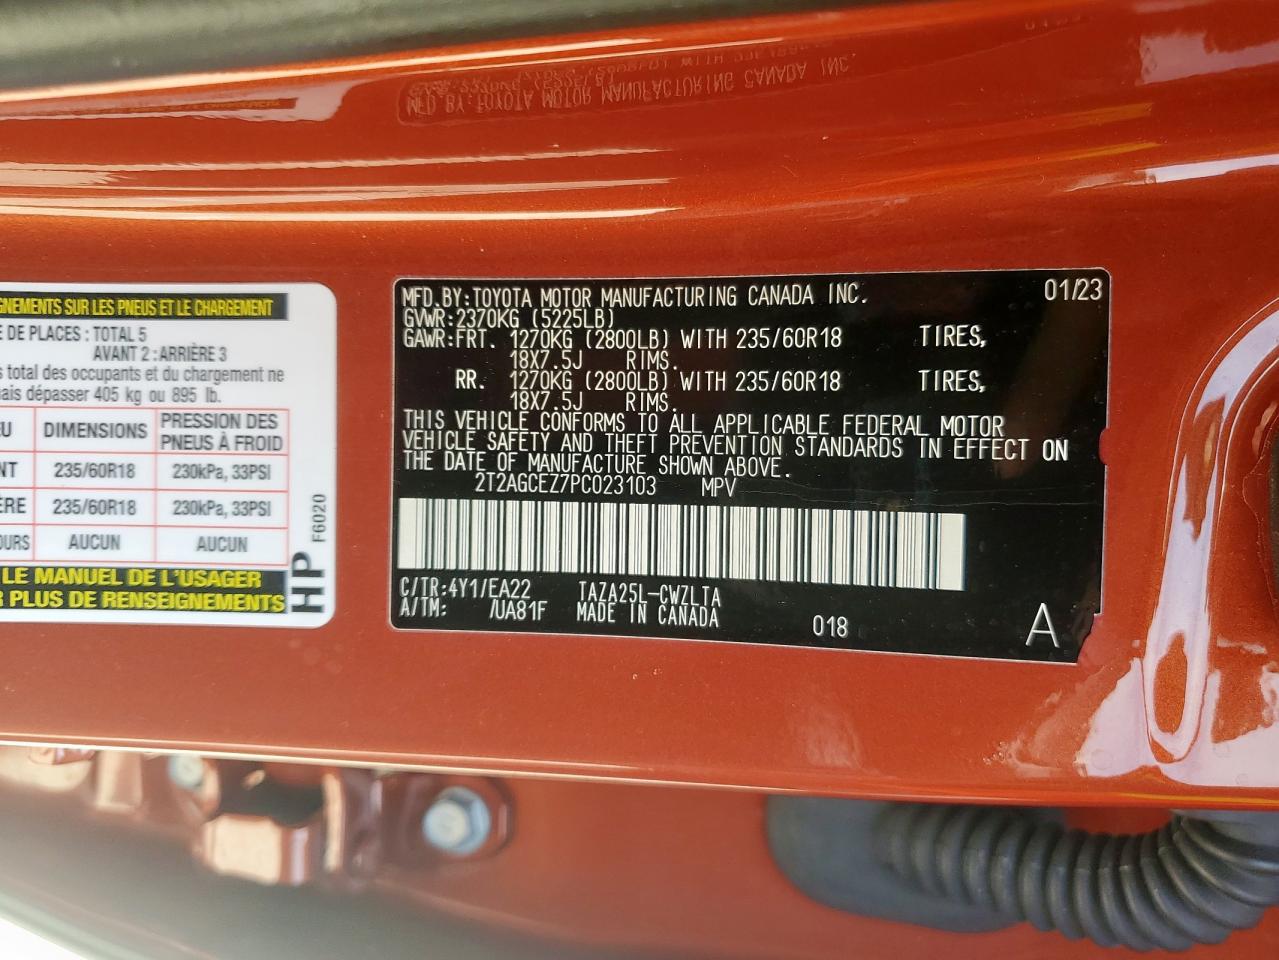 GNEMENTS SUR LES PNEUS ET LE CHARGEMENT
E DE PLACES : TOTAL 5
AVANT 2 : ARRIÈRE 3
s total des occupants et du chargement ne
mais dépasser 405 kg ou 895 lb.
EU DIMENSIONS PRESSION DES PNEUS À FROID
NT 235/60R18 230kPa, 33PSI
ÈRE 235/60R18 230kPa, 33PSI
OURS AUCUN AUCUN
LE MANUEL DE L'USAGER
R PLUS DE RENSEIGNEMENTS
HP F6020
MFD.BY:TOYOTA MOTOR MANUFACTURING CANADA INC. 01/23
GVWR:2370KG (5225LB)
GAWR:FRT. 1270KG (2800LB) WITH 235/60R18 TIRES,
18X7.5J RIMS.
RR. 1270KG (2800LB) WITH 235/60R18 TIRES,
18X7.5J RIMS.
THIS VEHICLE CONFORMS TO ALL APPLICABLE FEDERAL MOTOR
VEHICLE SAFETY AND THEFT PREVENTION STANDARDS IN EFFECT ON
THE DATE OF MANUFACTURE SHOWN ABOVE.
2T2AGCEZ7PC023103 MPV
C/TR:4Y1/EA22 TAZA25L-CWZLTA
A/TM: /UA81F MADE IN CANADA
018 A